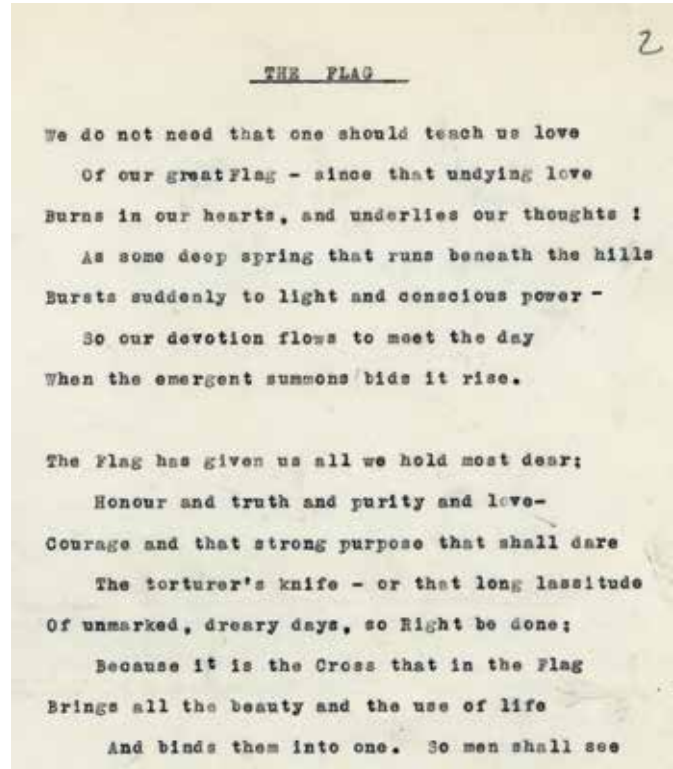 2
THE FLAG
We do not need that one should teach us love
Of our great Flag - since that undying love
Burns in our hearts, and underlies our thoughts !
As some deep spring that runs beneath the hills
Bursts suddenly to light and conscious power -
So our devotion flows to meet the day
When the emergent summons bids it rise.
The Flag has given us all we hold most dear;
Honour and truth and purity and love-
Courage and that strong purpose that shall dare
The torturer's knife - or that long lassitude
Of unmarked, dreary days, so Right be done;
Because it is the Cross that in the Flag
Brings all the beauty and the use of life
And binds them into one. So men shall see